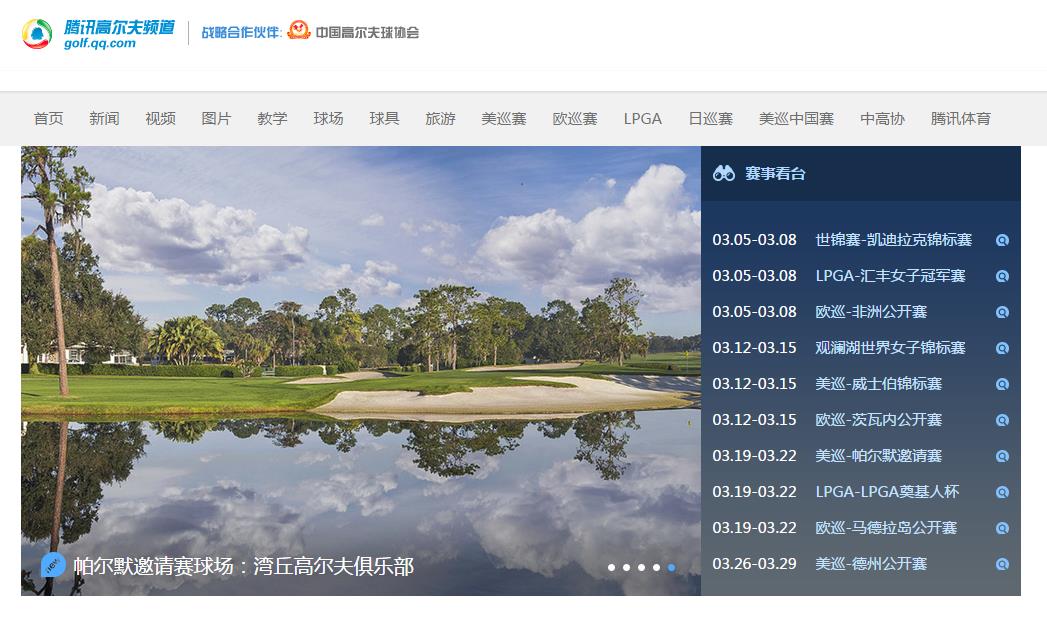 腾讯高尔夫频道
golf.qq.com
战略合作伙伴: 中国高尔夫球协会
首页 新闻 视频 图片 教学 球场 球具 旅游 美巡赛 欧巡赛 LPGA 日巡赛 美巡中国赛 中高协 腾讯体育
赛事看台
03.05-03.08 世锦赛-凯迪拉克锦标赛
03.05-03.08 LPGA-汇丰女子冠军赛
03.05-03.08 欧巡-非洲公开赛
03.12-03.15 观澜湖世界女子锦标赛
03.12-03.15 美巡-威士伯锦标赛
03.12-03.15 欧巡-茨瓦内公开赛
03.19-03.22 美巡-帕尔默邀请赛
03.19-03.22 LPGA-LPGA奠基人杯
03.19-03.22 欧巡-马德拉岛公开赛
03.26-03.29 美巡-德州公开赛
new 帕尔默邀请赛球场：湾丘高尔夫俱乐部